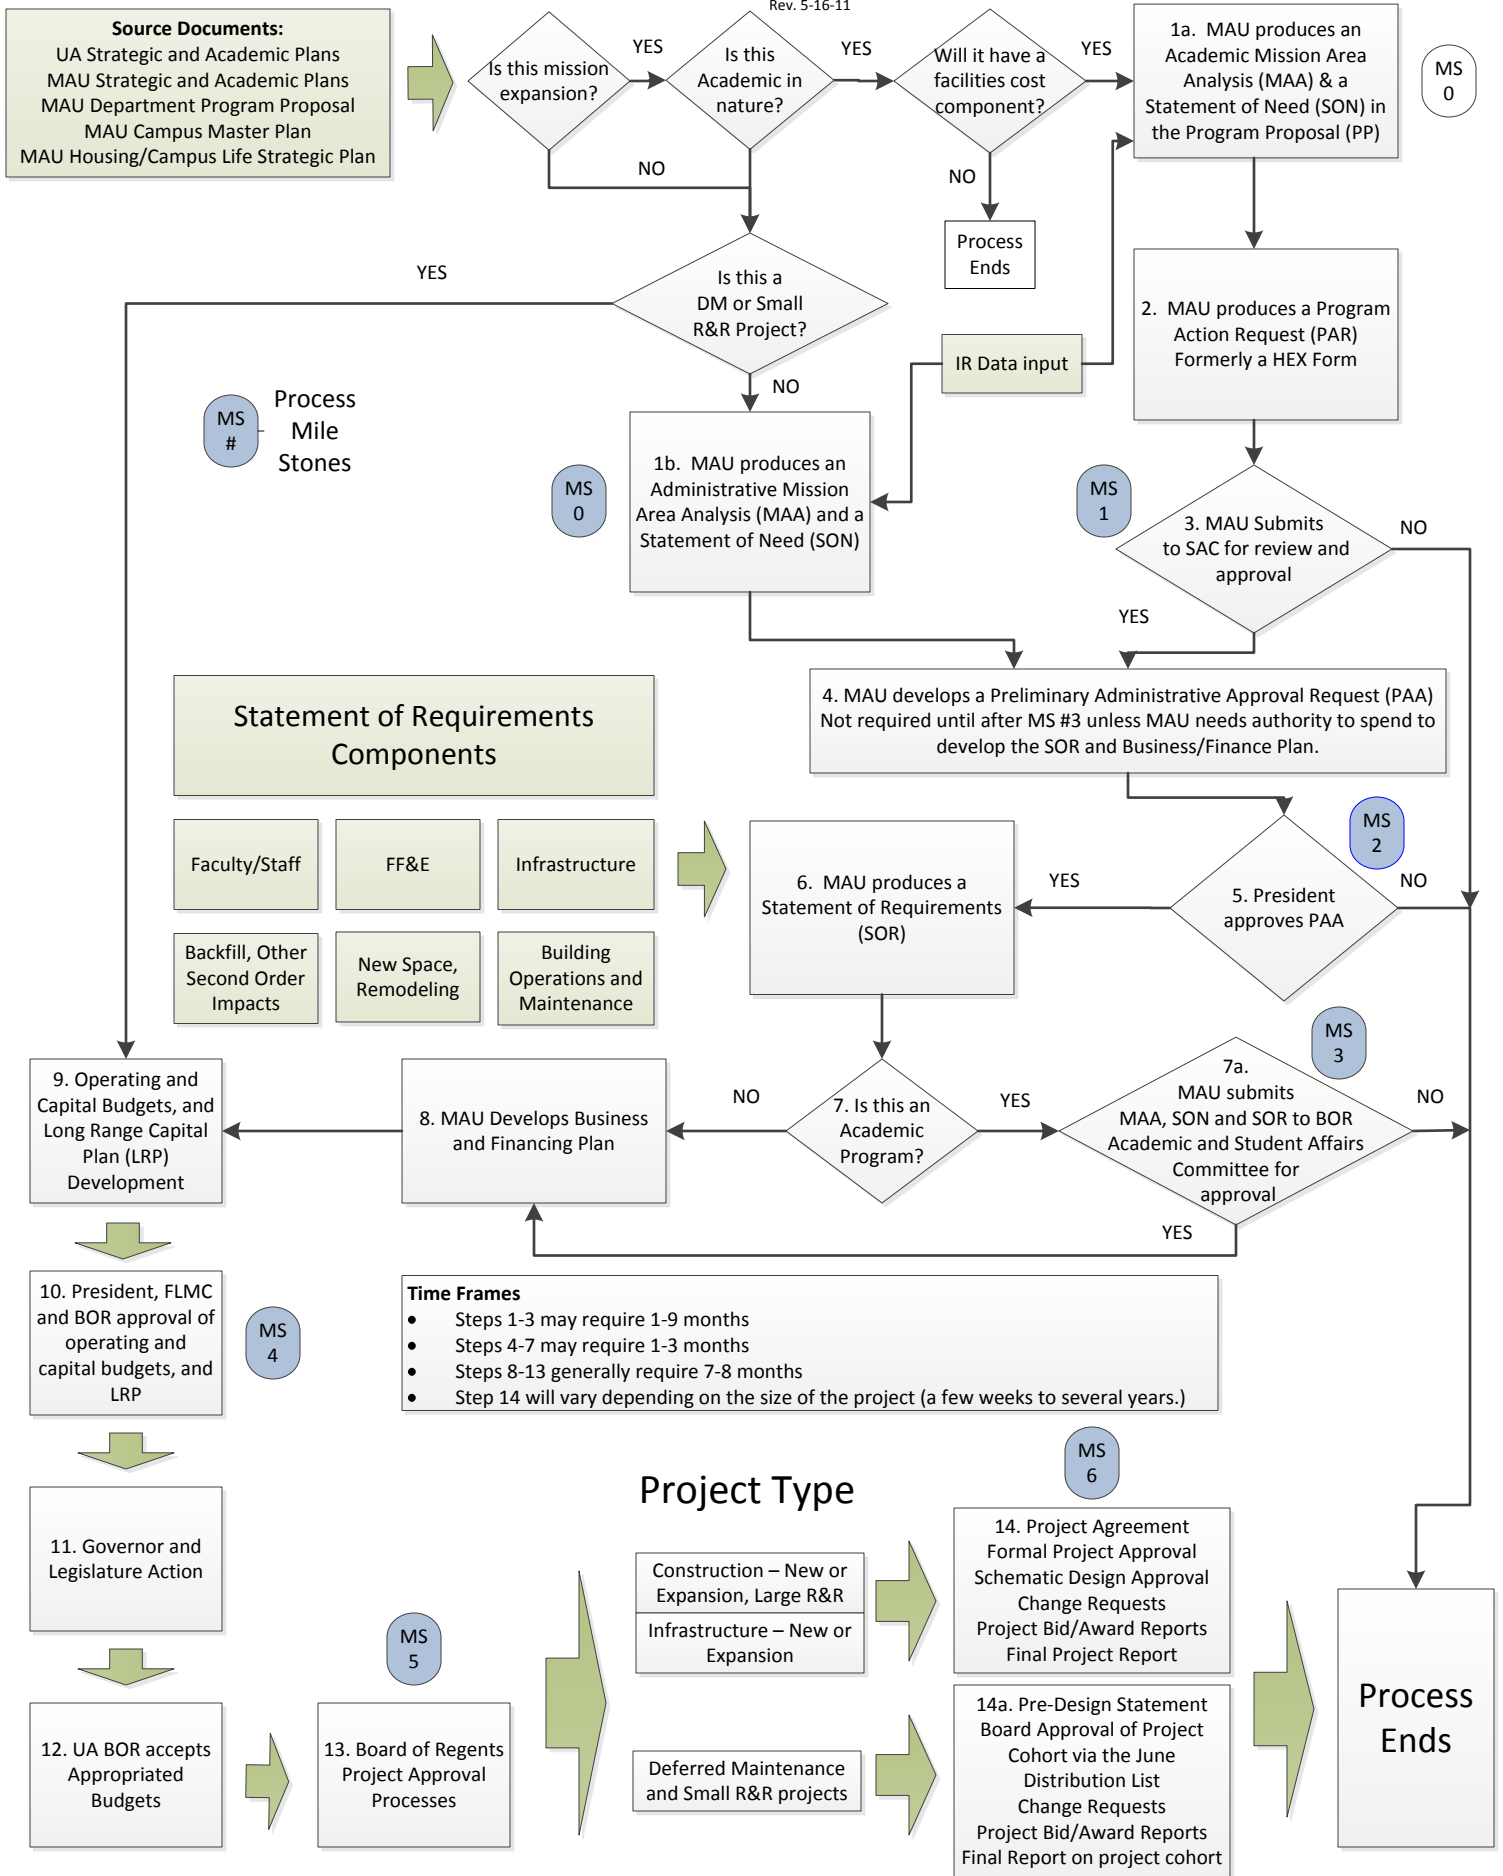 Rev. 5-16-11
Source Documents:
UA Strategic and Academic Plans
MAU Strategic and Academic Plans
MAU Department Program Proposal
MAU Campus Master Plan
MAU Housing/Campus Life Strategic Plan
Is this mission
expansion?
YES
Is this
Academic in
nature?
YES
Will it have a
facilities cost
component?
YES
1a. MAU produces an
Academic Mission Area
Analysis (MAA) & a
Statement of Need (SON) in
the Program Proposal (PP)
MS
0
NO
NO
Process
Ends
YES
Is this a
DM or Small
R&R Project?
NO
IR Data input
2. MAU produces a Program
Action Request (PAR)
Formerly a HEX Form
MS
#
Process
Mile
Stones
MS
0
1b. MAU produces an
Administrative Mission
Area Analysis (MAA) and a
Statement of Need (SON)
MS
1
3. MAU Submits
to SAC for review and
approval
NO
YES
4. MAU develops a Preliminary Administrative Approval Request (PAA)
Not required until after MS #3 unless MAU needs authority to spend to
develop the SOR and Business/Finance Plan.
Statement of Requirements
Components
Faculty/Staff
FF&E
Infrastructure
Backfill, Other
Second Order
Impacts
New Space,
Remodeling
Building
Operations and
Maintenance
6. MAU produces a
Statement of Requirements
(SOR)
YES
5. President
approves PAA
MS
2
NO
9. Operating and
Capital Budgets, and
Long Range Capital
Plan (LRP)
Development
8. MAU Develops Business
and Financing Plan
NO
7. Is this an
Academic
Program?
YES
7a.
MAU submits
MAA, SON and SOR to BOR
Academic and Student Affairs
Committee for
approval
MS
3
NO
YES
10. President, FLMC
and BOR approval of
operating and
capital budgets, and
LRP
MS
4
Time Frames
• Steps 1-3 may require 1-9 months
• Steps 4-7 may require 1-3 months
• Steps 8-13 generally require 7-8 months
• Step 14 will vary depending on the size of the project (a few weeks to several years.)
11. Governor and
Legislature Action
Project Type
MS
6
Construction – New or
Expansion, Large R&R
Infrastructure – New or
Expansion
14. Project Agreement
Formal Project Approval
Schematic Design Approval
Change Requests
Project Bid/Award Reports
Final Project Report
MS
5
12. UA BOR accepts
Appropriated
Budgets
13. Board of Regents
Project Approval
Processes
Deferred Maintenance
and Small R&R projects
14a. Pre-Design Statement
Board Approval of Project
Cohort via the June
Distribution List
Change Requests
Project Bid/Award Reports
Final Report on project cohort
Process
Ends